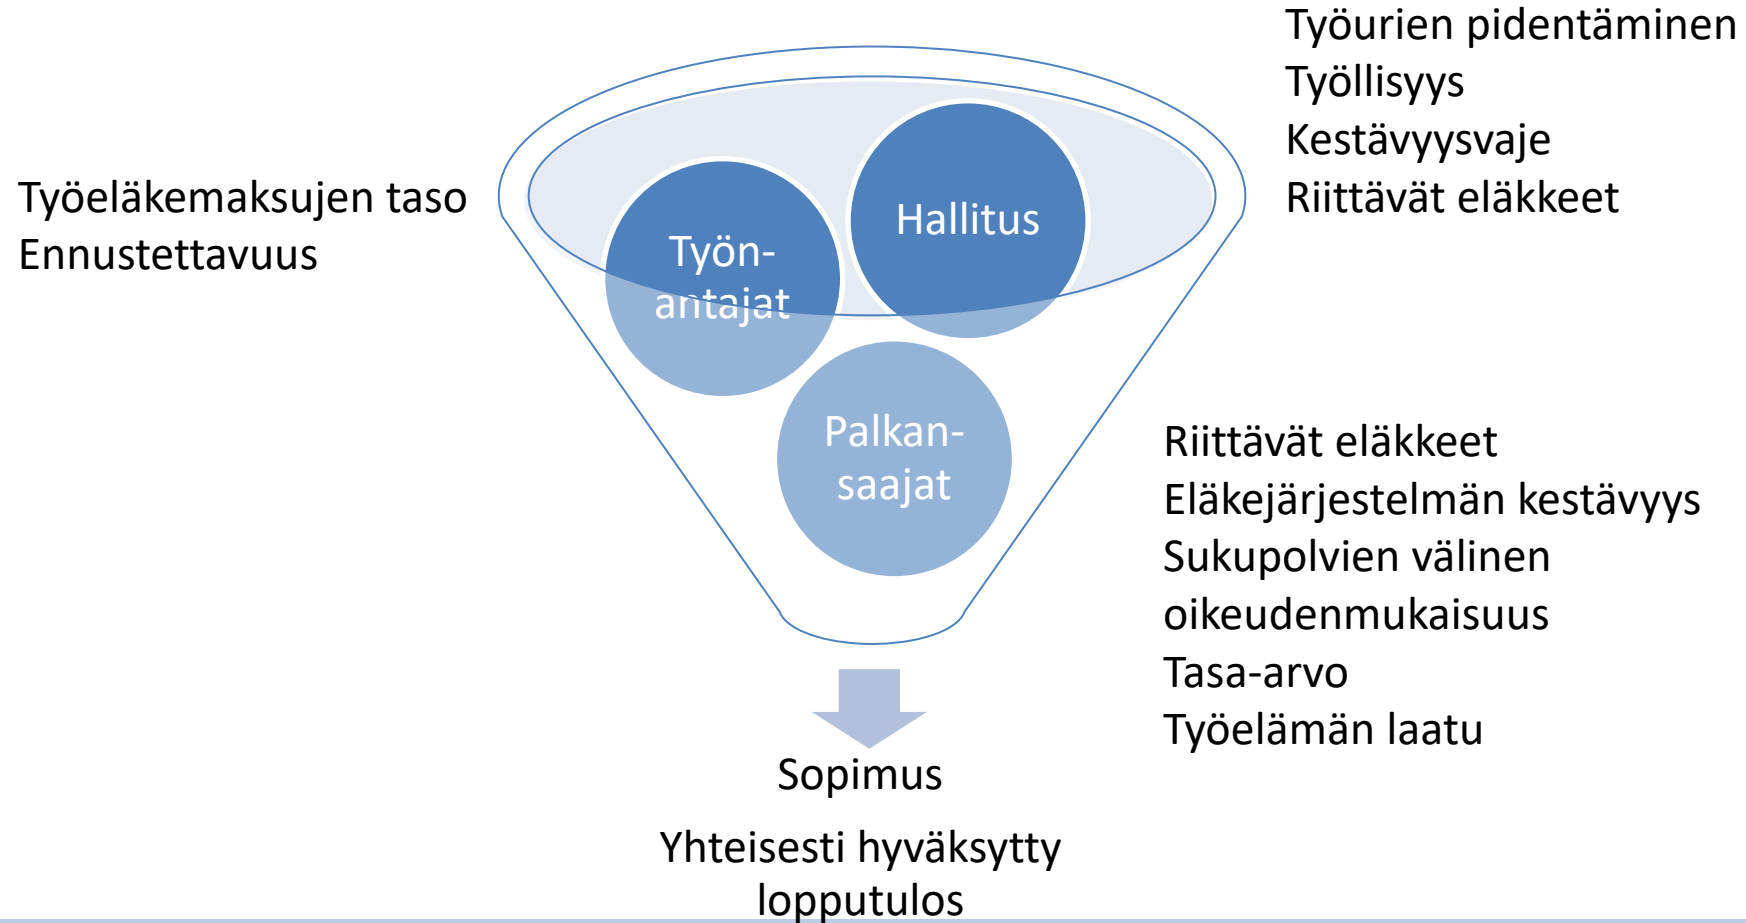 Työurien pidentäminen
Työllisyys
Kestävyysvaje
Riittävät eläkkeet
Työeläkemaksujen taso
Ennustettavuus
Hallitus
Työn-
antajat
Palkan-
saajat
Riittävät eläkkeet
Eläkejärjestelmän kestävyys
Sukupolvien välinen
oikeudenmukaisuus
Tasa-arvo
Työelämän laatu
Sopimus
Yhteisesti hyväksytty
lopputulos